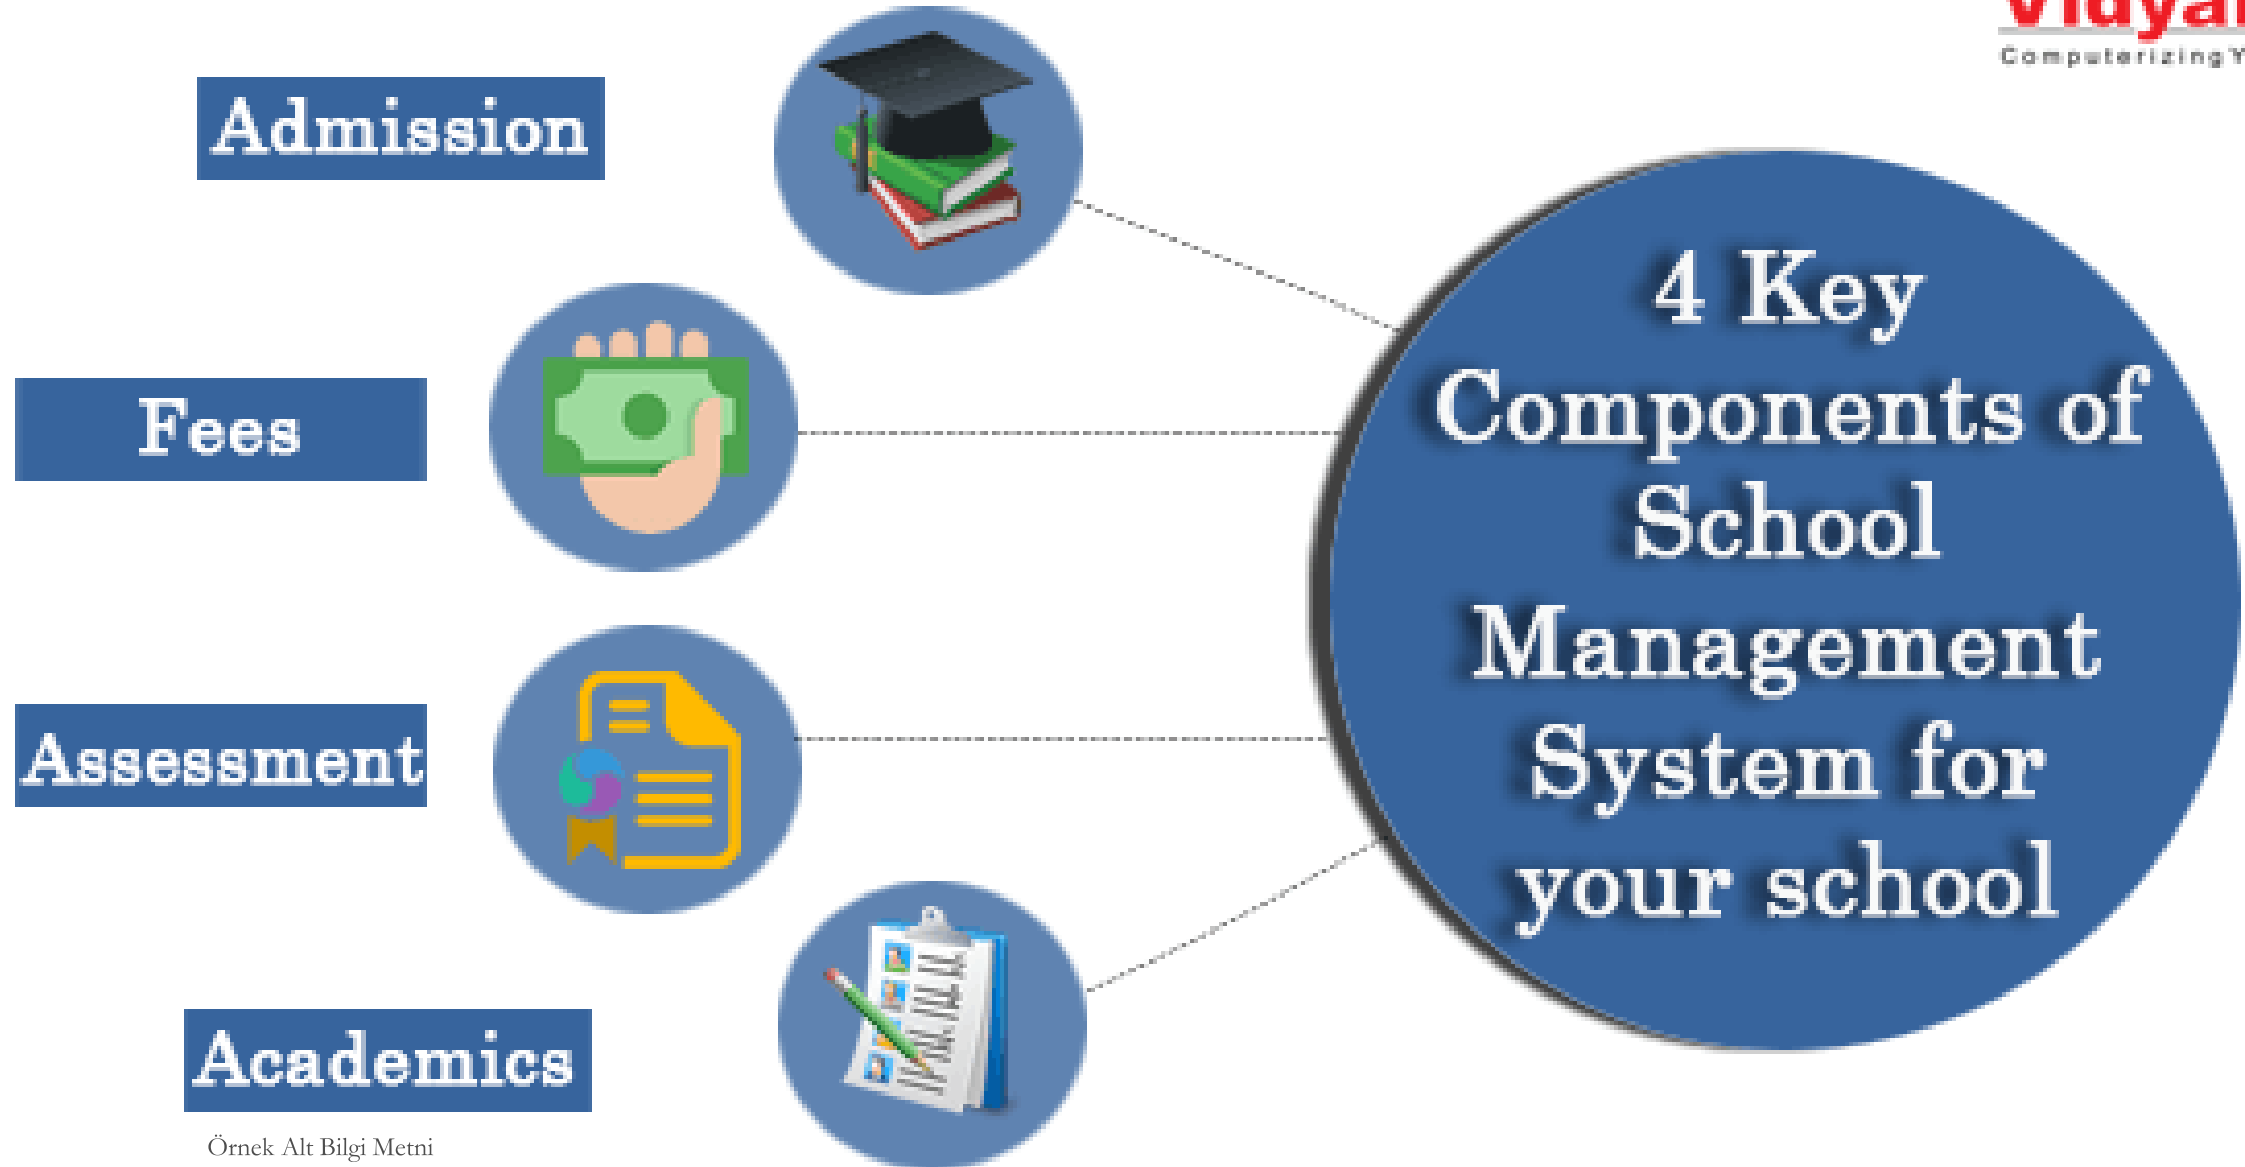 Admission
Fees
Assessment
Academics
4 Key
Components of
School
Management
System for
your school
Örnek Alt Bilgi Metni